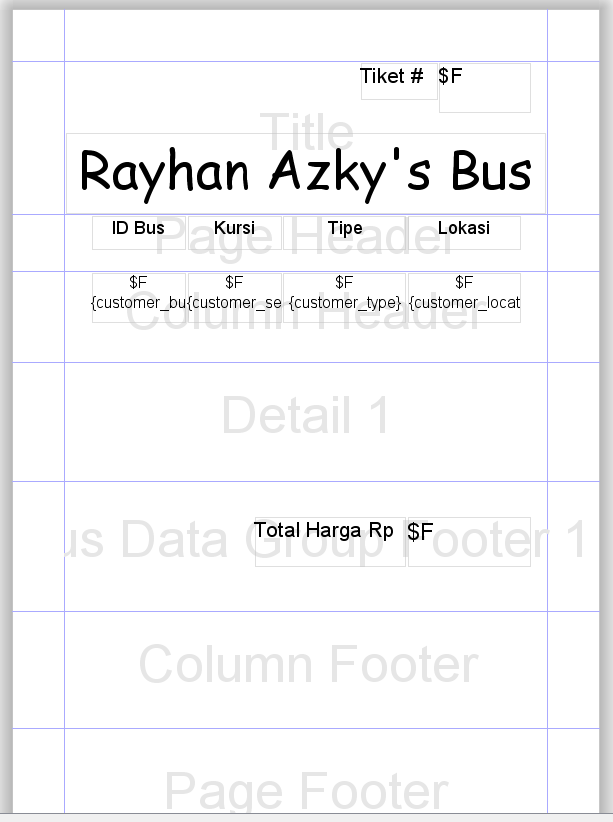 Tiket # $F
Title
Rayhan Azky's Bus
Page Header
ID Bus Kursi Tipe Lokasi
Column Header
$F $F $F $F
{customer_bu {customer_se {customer_type} {customer_locat
Detail 1
us Data Group Footer 1
Total Harga Rp $F
Column Footer
Page Footer